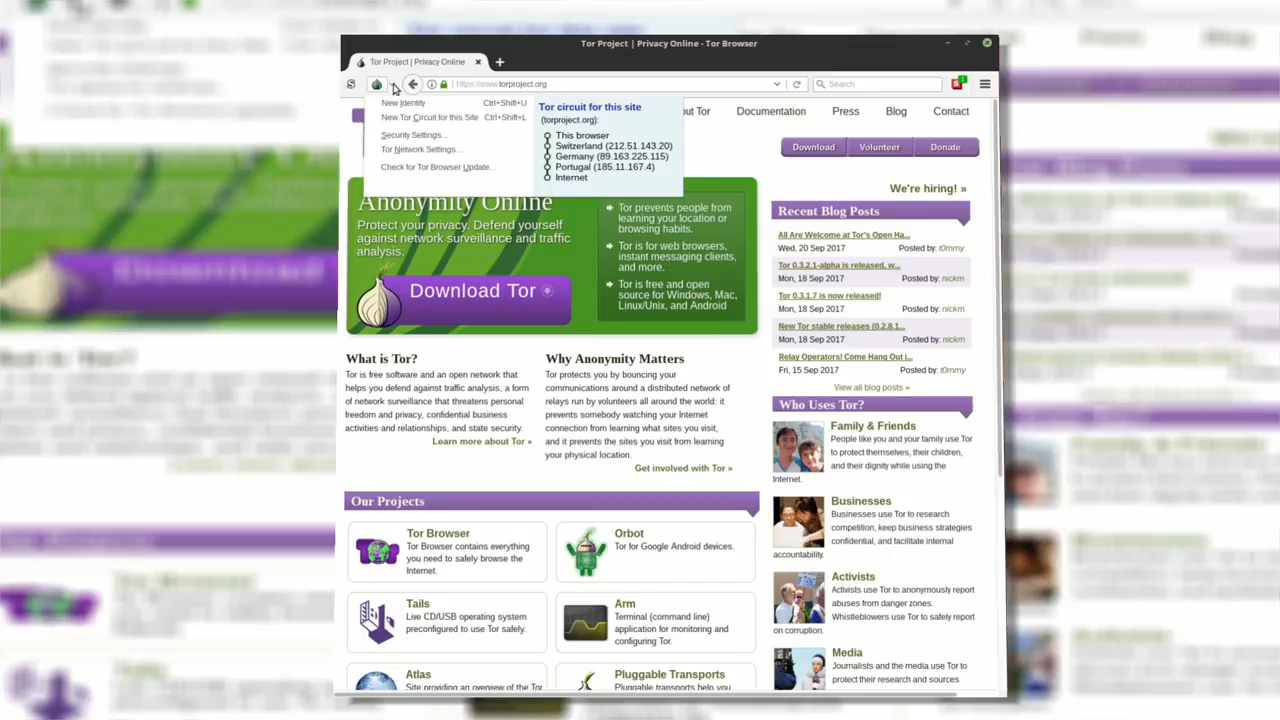 Tor Project | Privacy Online - Tor Browser
Tor Project | Privacy Online
https://www.torproject.org
Search
New Identity Ctrl+Shift+U
New Tor Circuit for this Site Ctrl+Shift+L
Security Settings...
Tor Network Settings...
Check for Tor Browser Update...
Tor circuit for this site
(torproject.org):
This browser
Switzerland (212.51.143.20)
Germany (89.163.225.115)
Portugal (185.11.167.4)
Internet
out Tor Documentation Press Blog Contact
Download Volunteer Donate
Anonymity Online
Protect your privacy. Defend yourself
against network surveillance and traffic
analysis.
Download Tor
Tor prevents people from
learning your location or
browsing habits.
Tor is for web browsers,
instant messaging clients,
and more.
Tor is free and open
source for Windows, Mac,
Linux/Unix, and Android
We're hiring! »
Recent Blog Posts
All Are Welcome at Tor's Open Ha...
Wed, 20 Sep 2017 Posted by: t0mmy
Tor 0.3.2.1-alpha is released, w...
Mon, 18 Sep 2017 Posted by: nickm
Tor 0.3.1.7 is now released!
Mon, 18 Sep 2017 Posted by: nickm
New Tor stable releases (0.2.8.1...
Mon, 18 Sep 2017 Posted by: nickm
Relay Operators! Come Hang Out i...
Fri, 15 Sep 2017 Posted by: t0mmy
View all blog posts »
What is Tor?
Tor is free software and an open network that
helps you defend against traffic analysis, a form
of network surveillance that threatens personal
freedom and privacy, confidential business
activities and relationships, and state security.
Learn more about Tor »
Why Anonymity Matters
Tor protects you by bouncing your
communications around a distributed network of
relays run by volunteers all around the world: it
prevents somebody watching your Internet
connection from learning what sites you visit,
and it prevents the sites you visit from learning
your physical location.
Get involved with Tor »
Who Uses Tor?
Family & Friends
People like you and your family use Tor
to protect themselves, their children,
and their dignity while using the
Internet.
Businesses
Businesses use Tor to research
competition, keep business strategies
confidential, and facilitate internal
accountability.
Activists
Activists use Tor to anonymously report
abuses from danger zones.
Whistleblowers use Tor to safely report
on corruption.
Media
Journalists and the media use Tor to
protect their research and sources
Our Projects
Tor Browser
Tor Browser contains everything
you need to safely browse the
Internet.
Orbot
Tor for Google Android devices.
Tails
Live CD/USB operating system
preconfigured to use Tor safely.
Arm
Terminal (command line)
application for monitoring and
configuring Tor.
Atlas
Site providing an overview of the Tor
Pluggable Transports
Pluggable transports help you